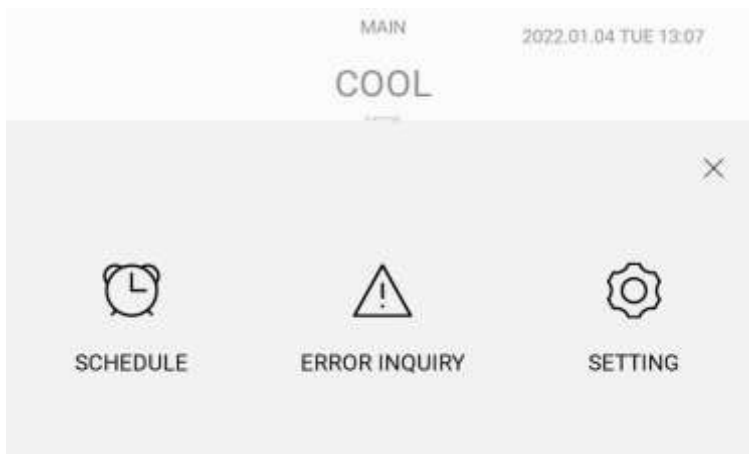 MAIN
2022.01.04 TUE 13:07
COOL
SCHEDULE
ERROR INQUIRY
SETTING